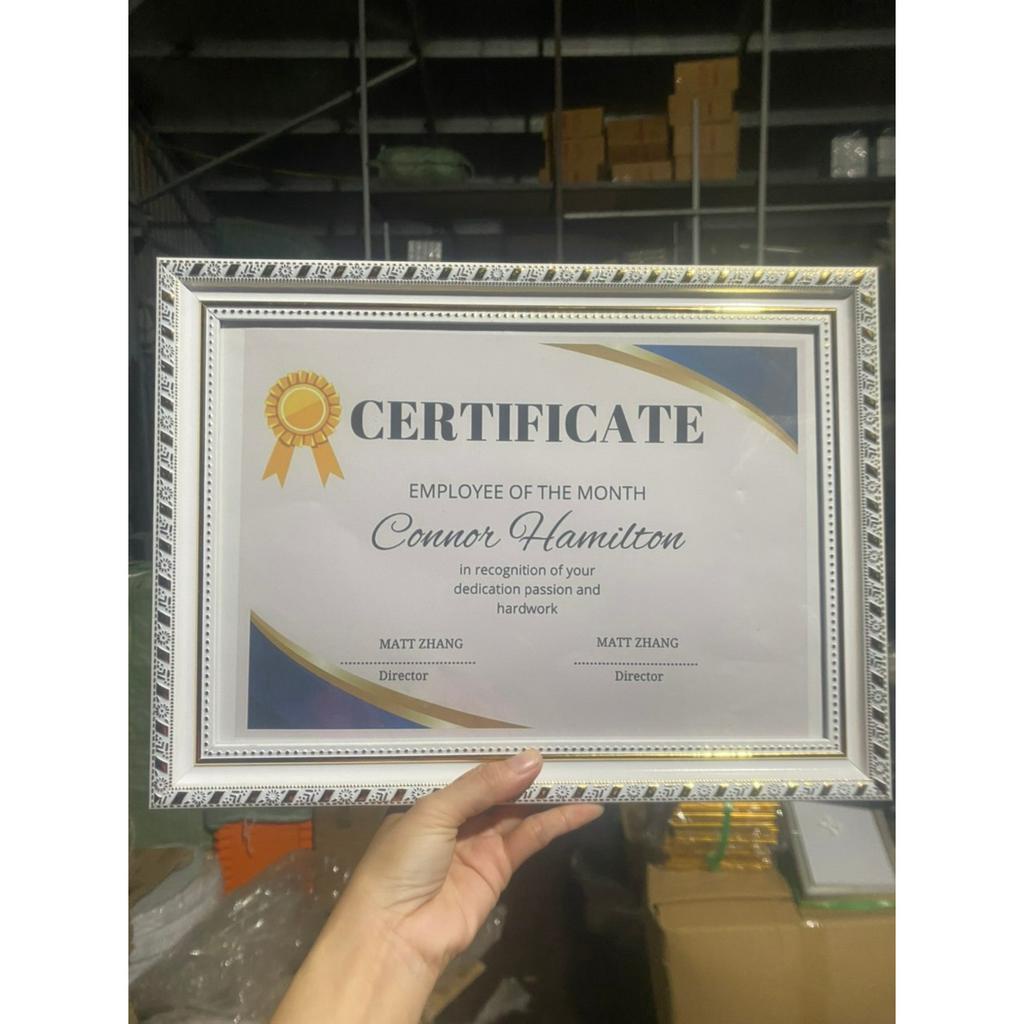 CERTIFICATE
EMPLOYEE OF THE MONTH
Connor Hamilton
in recognition of your
dedication passion and
hardwork
MATT ZHANG MATT ZHANG
Director Director